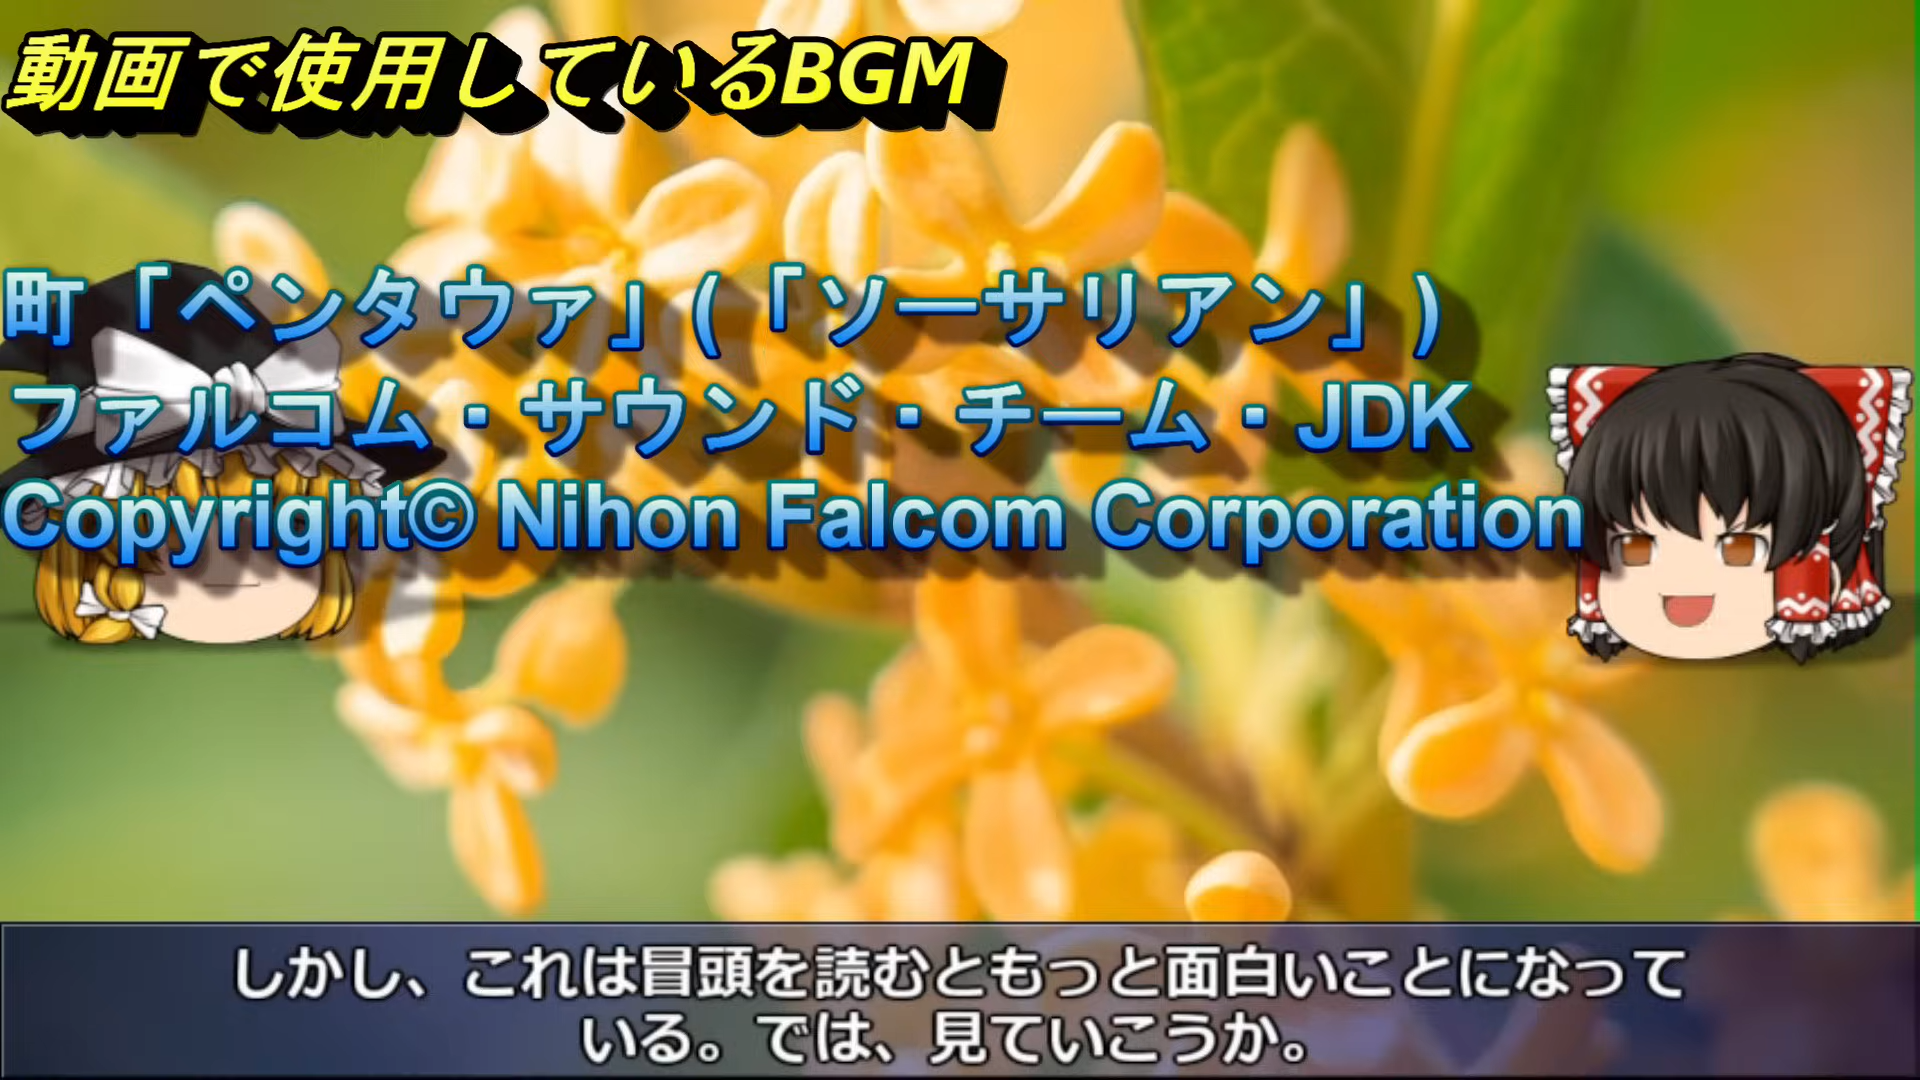 動画で使用しているBGM
町「ペンタウァ」(「ソーサリアン」)
ファルコム・サウンド・チーム・JDK
Copyright© Nihon Falcom Corporation
しかし、これは冒頭を読むともっと面白いことになって
いる。では、見ていこうか。